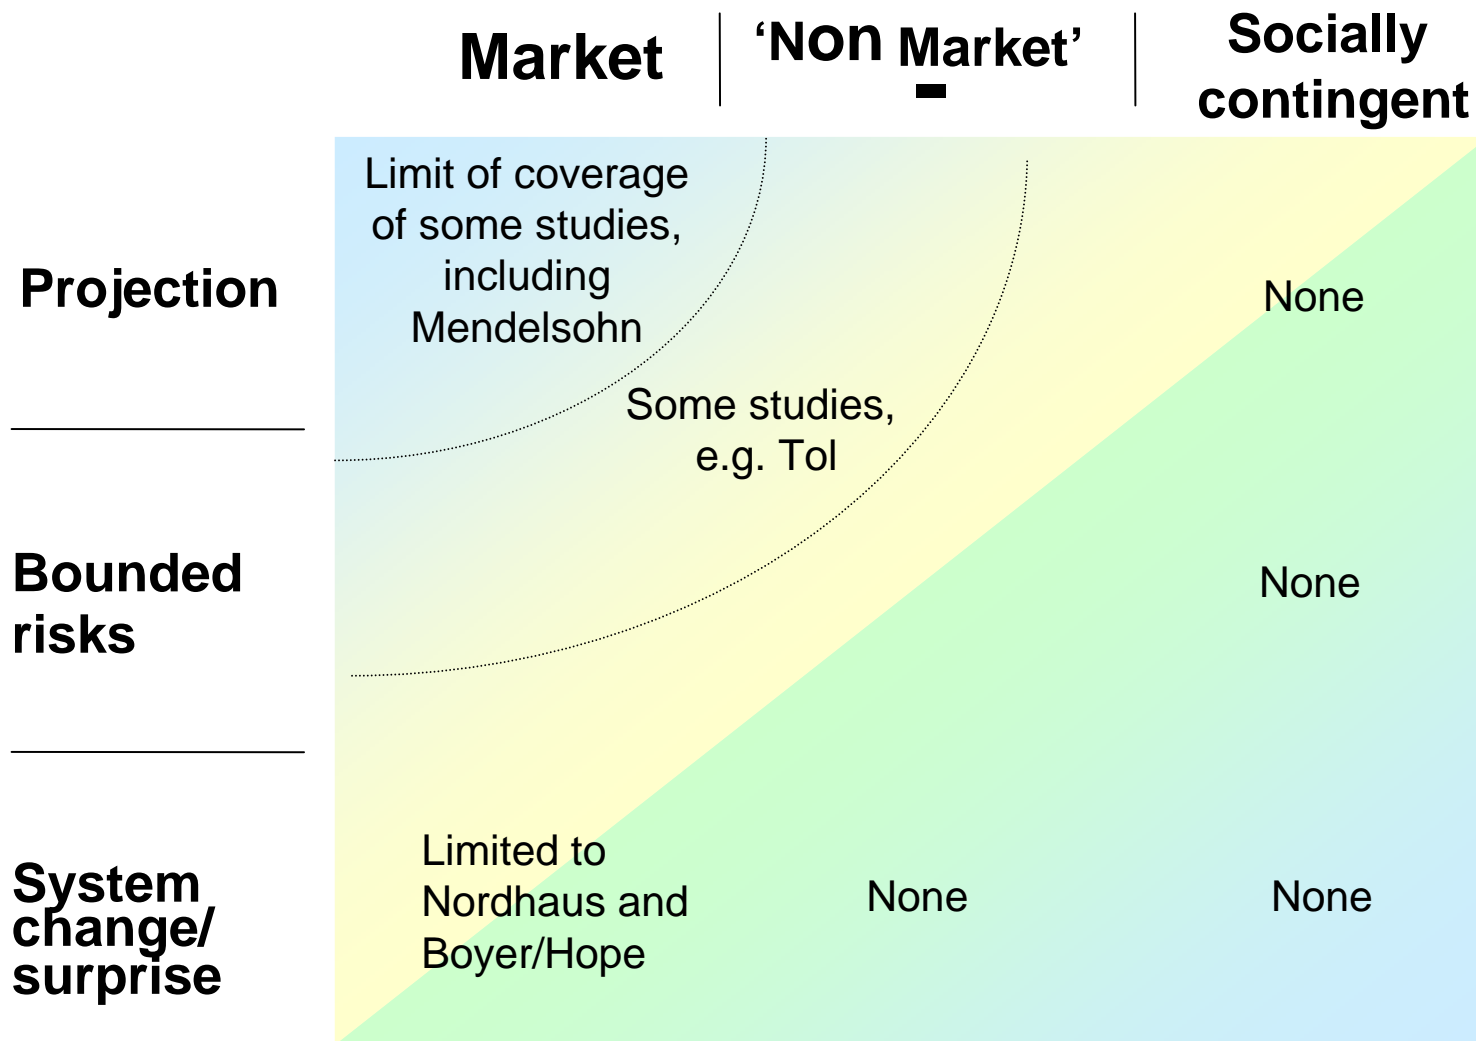 Market
‘Non Market’
-
Socially
contingent
Projection
Limit of coverage
of some studies,
including
Mendelsohn
None
Some studies,
e.g. Tol
Bounded
risks
None
System
change/
surprise
Limited to
Nordhaus and
Boyer/Hope
None
None